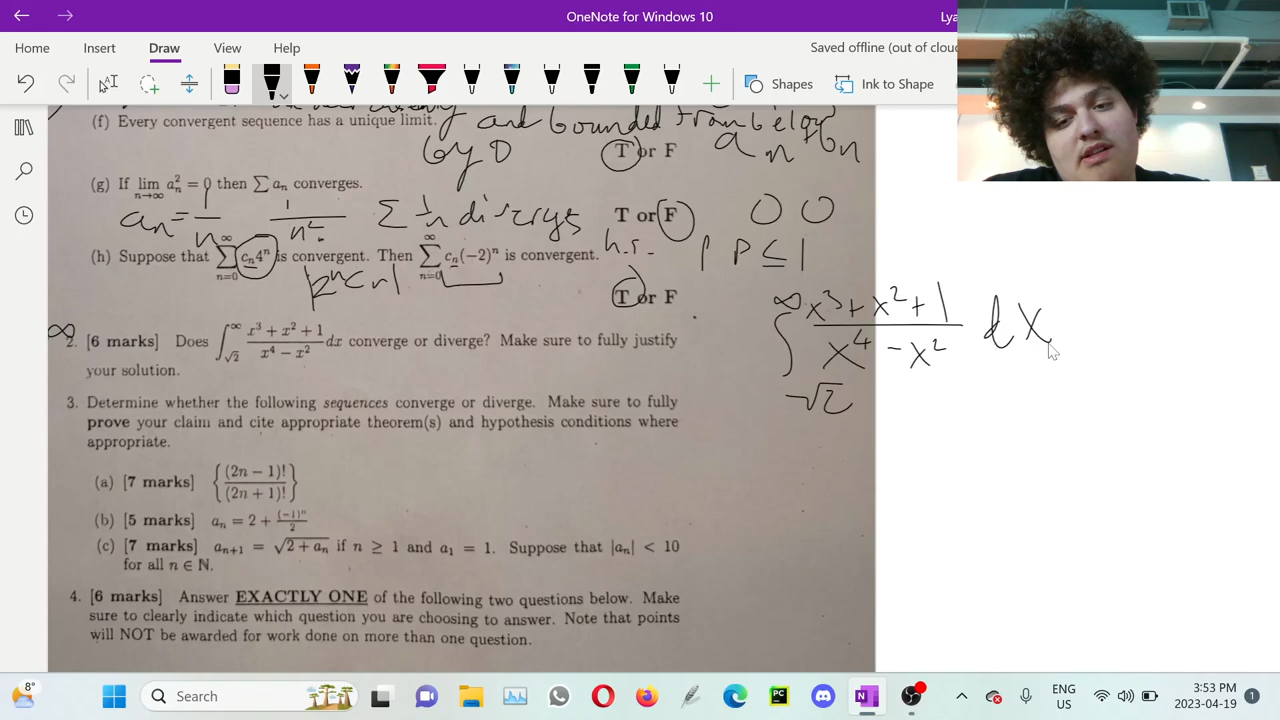 OneNote for Windows 10
Lya
Home Insert Draw View Help
Saved offline (out of clou
Shapes
Ink to Shape
(f) Every convergent sequence has a unique limit.
and bounded from below
by 0
T or F
a n b n
(g) If lim n→∞ a_n^2 = 0 then ∑ a_n converges.
a_n = 1/n 1/n^2 ∑ 1/n diverges
T or F
(h) Suppose that ∑_{n=0}^{∞} c_n 4^n is convergent. Then ∑_{n=0}^{∞} c_n(-2)^n is convergent.
h.s.
P ≤ 1
T or F
∞
2. [6 marks] Does ∫_{√2}^{∞} (x^3 + x^2 + 1)/(x^4 − x^2) dx converge or diverge? Make sure to fully justify
your solution.
∫_{√2}^{∞} (x^3 + x^2 + 1)/(x^4 - x^2) dx
3. Determine whether the following sequences converge or diverge. Make sure to fully
prove your claim and cite appropriate theorem(s) and hypothesis conditions where
appropriate.
(a) [7 marks] {(2n − 1)!/(2n + 1)!}
(b) [5 marks] a_n = 2 + (-1)^n/2
(c) [7 marks] a_{n+1} = √(2 + a_n) if n ≥ 1 and a_1 = 1. Suppose that |a_n| < 10
for all n ∈ ℕ.
4. [6 marks] Answer EXACTLY ONE of the following two questions below. Make
sure to clearly indicate which question you are choosing to answer. Note that points
will NOT be awarded for work done on more than one question.
8°
Search
ENG
US
3:53 PM
2023-04-19
1